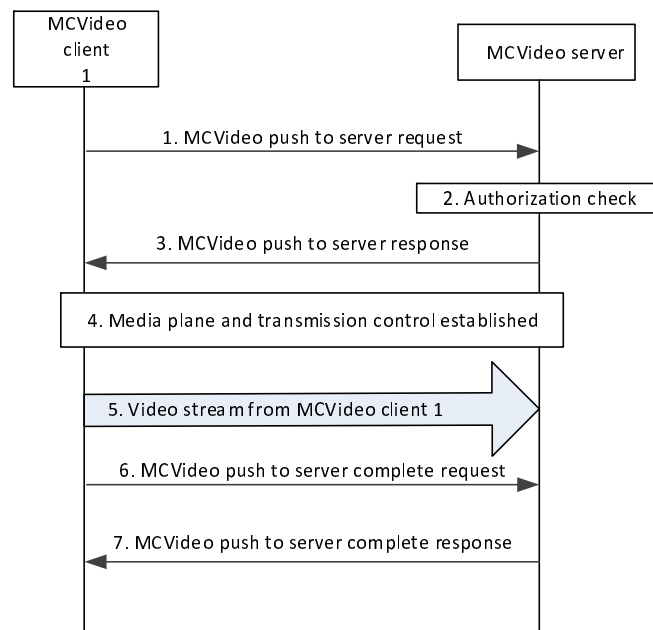 MCVideo
client
1
MCVideo server
1. MCVideo push to server request
2. Authorization check
3. MCVideo push to server response
4. Media plane and transmission control established
5. Video stream from MCVideo client 1
6. MCVideo push to server complete request
7. MCVideo push to server complete response